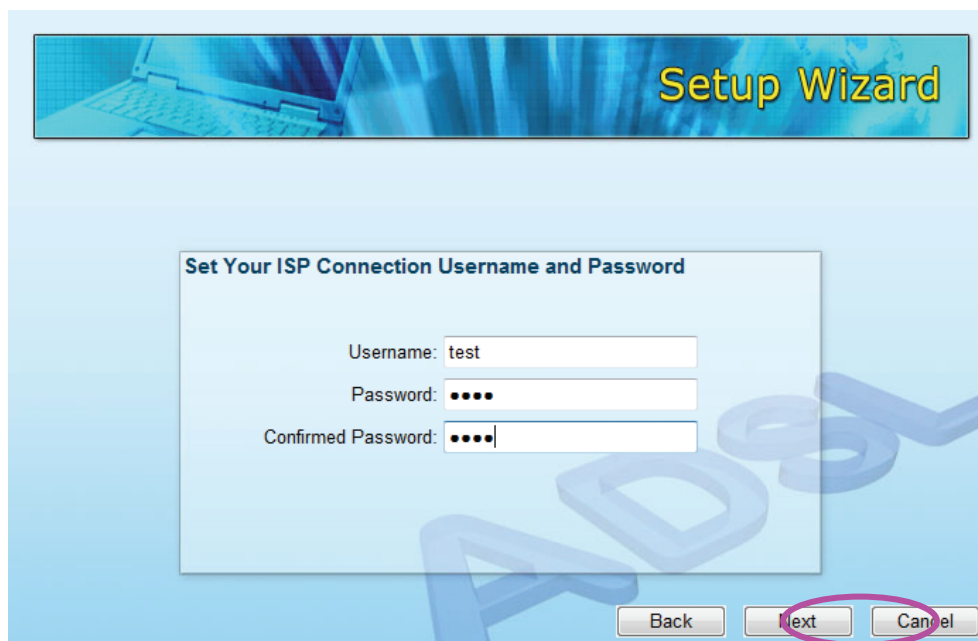 Setup Wizard
Set Your ISP Connection Username and Password
Username: test
Password: ••••
Confirmed Password: ••••
ADSL
Back Next Cancel